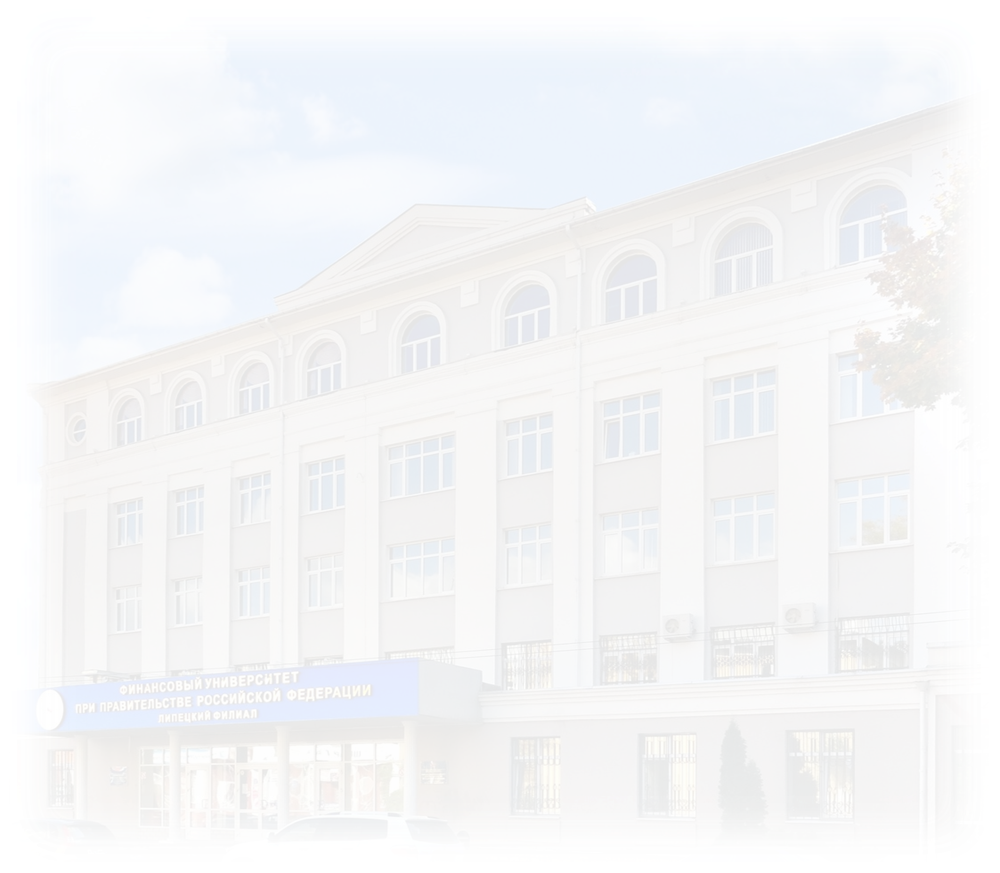 ФИНАНСОВЫЙ УНИВЕРСИТЕТ
ПРИ ПРАВИТЕЛЬСТВЕ РОССИЙСКОЙ ФЕДЕРАЦИИ
ЛИПЕЦКИЙ ФИЛИАЛ